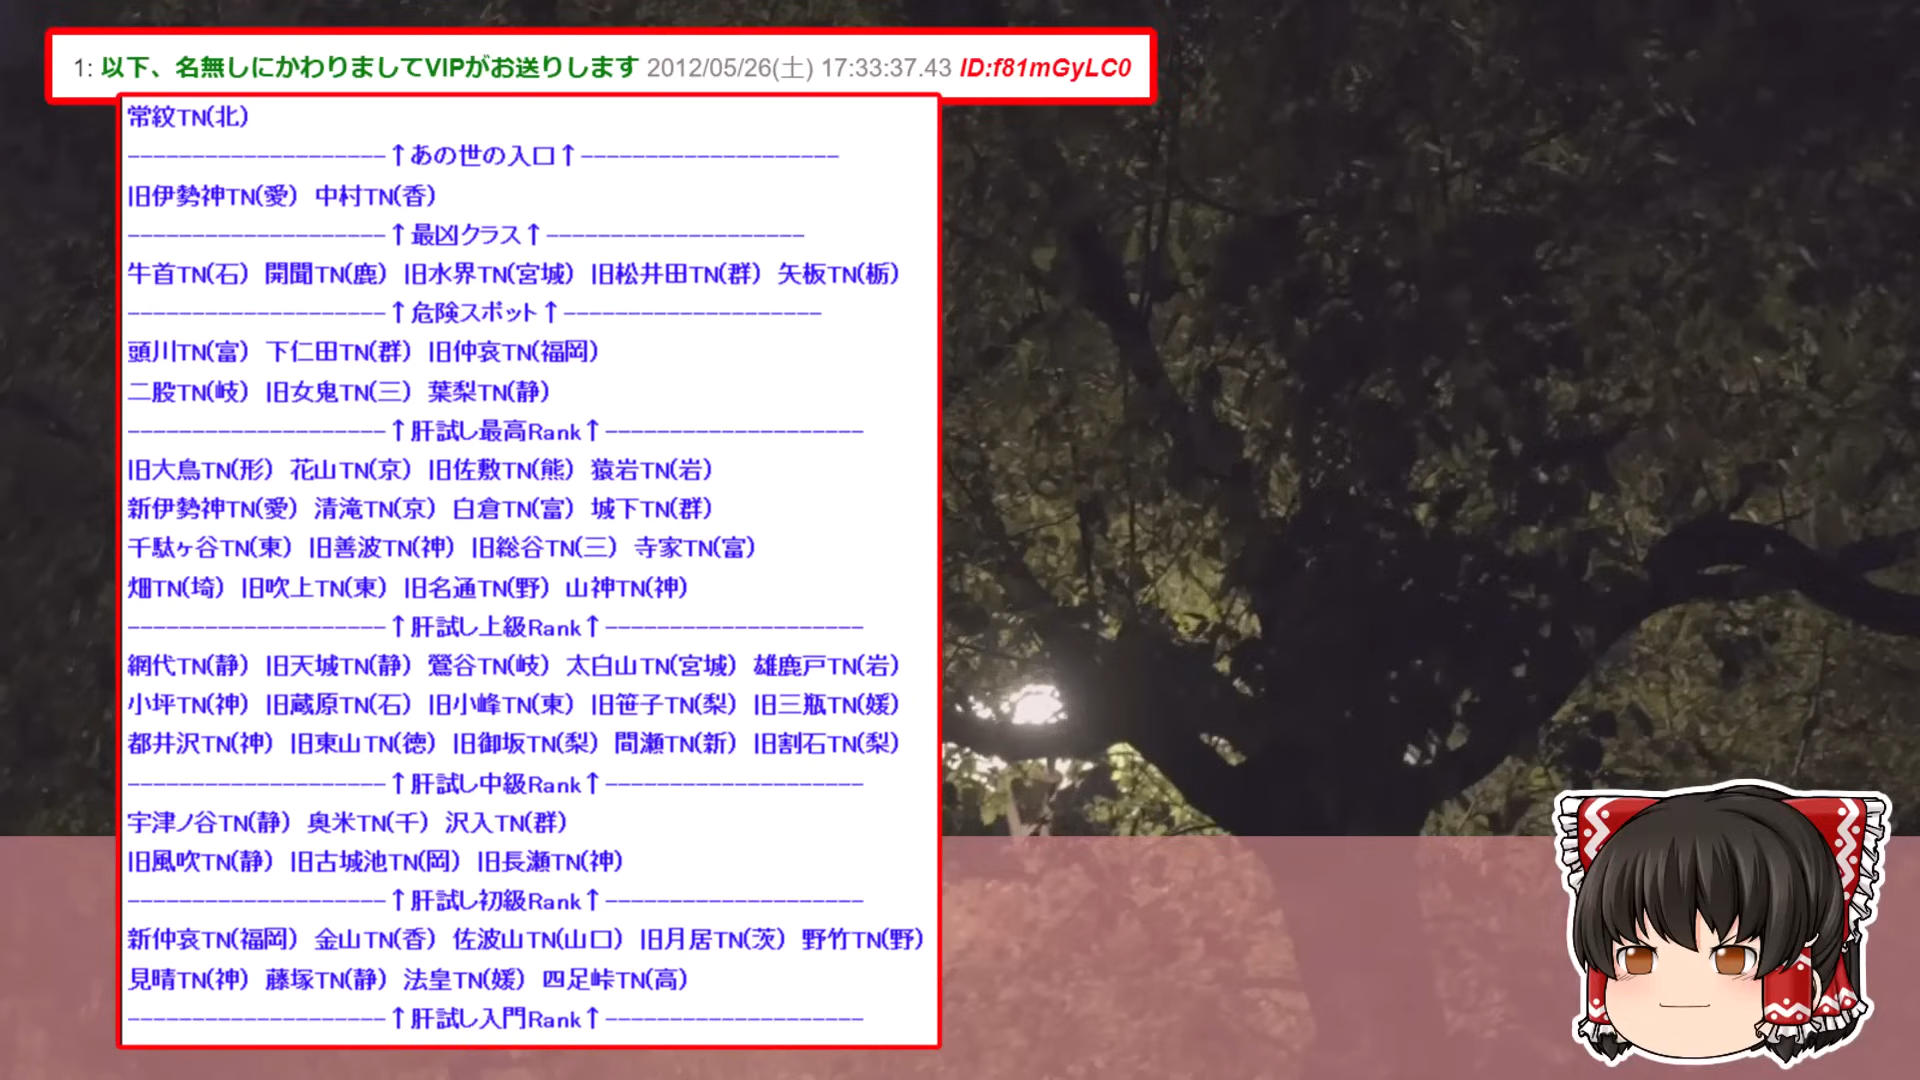 1: 以下、名無しにかわりましてVIPがお送りします 2012/05/26(土) 17:33:37.43 ID:f81mGyLC0
常紋TN(北)
--------------------↑あの世の入口↑--------------------
旧伊勢神TN(愛) 中村TN(香)
--------------------↑最凶クラス↑--------------------
牛首TN(石) 開聞TN(鹿) 旧水界TN(宮城) 旧松井田TN(群) 矢板TN(栃)
--------------------↑危険スポット↑--------------------
頭川TN(富) 下仁田TN(群) 旧仲哀TN(福岡)
二股TN(岐) 旧女鬼TN(三) 葉梨TN(静)
--------------------↑肝試し最高Rank↑--------------------
旧大鳥TN(形) 花山TN(京) 旧佐敷TN(熊) 猿岩TN(岩)
新伊勢神TN(愛) 清滝TN(京) 白倉TN(富) 城下TN(群)
千駄ヶ谷TN(東) 旧善波TN(神) 旧総谷TN(三) 寺家TN(富)
畑TN(埼) 旧吹上TN(東) 旧名通TN(野) 山神TN(神)
--------------------↑肝試し上級Rank↑--------------------
網代TN(静) 旧天城TN(静) 鶯谷TN(岐) 太白山TN(宮城) 雄鹿戸TN(岩)
小坪TN(神) 旧蔵原TN(石) 旧小峰TN(東) 旧笹子TN(梨) 旧三瓶TN(媛)
都井沢TN(神) 旧東山TN(徳) 旧御坂TN(梨) 間瀬TN(新) 旧割石TN(梨)
--------------------↑肝試し中級Rank↑--------------------
宇津ノ谷TN(静) 奥米TN(千) 沢入TN(群)
旧風吹TN(静) 旧古城池TN(岡) 旧長瀬TN(神)
--------------------↑肝試し初級Rank↑--------------------
新仲哀TN(福岡) 金山TN(香) 佐波山TN(山口) 旧月居TN(茨) 野竹TN(野)
見晴TN(神) 藤塚TN(静) 法皇TN(媛) 四足峠TN(高)
--------------------↑肝試し入門Rank↑--------------------